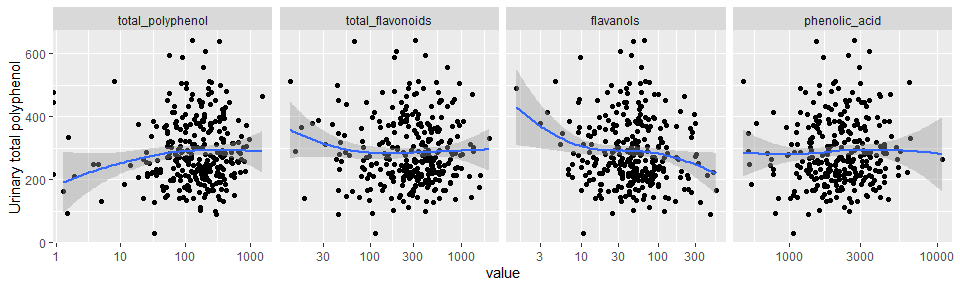 total_polyphenol total_flavonoids flavanols phenolic_acid
Urinary total polyphenol
600
400
200
0
1 10 100 1000 10 30 100 300 1000 3 10 30 100 300 1000 3000 10000
value